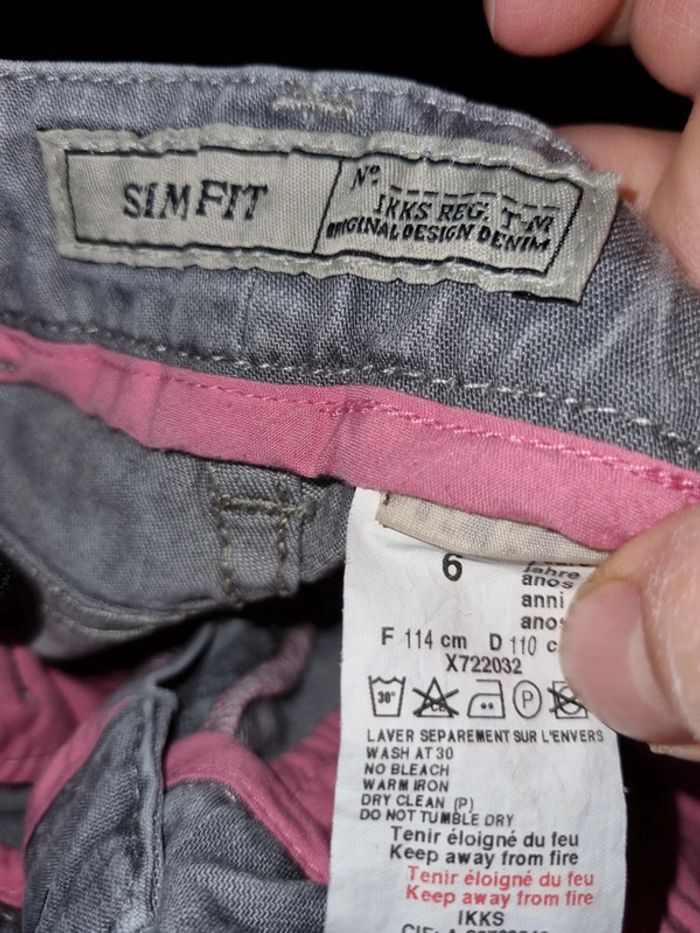 SIMFIT
Nº.
IKKS REG. T-M
ORIGINAL DESIGN DENIM
6
Jahre
anos
anni
anos
F 114 cm D 110 c
X722032
30°
P
LAVER SEPAREMENT SUR L'ENVERS
WASH AT 30
NO BLEACH
WARM IRON
DRY CLEAN (P)
DO NOT TUMBLE DRY
Tenir éloigné du feu
Keep away from fire
Tenir éloigné du feu
Keep away from fire
IKKS